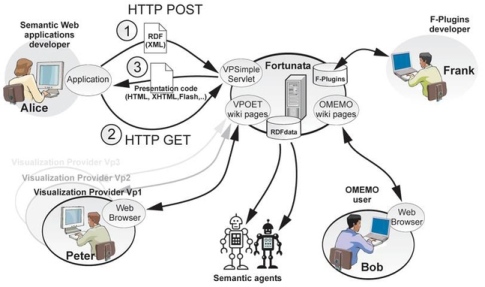 Semantic Web
applications
developer
HTTP POST
F-Plugins
developer
1
RDF
(XML)
3
VPSimple
Servlet
Fortunata
F-Plugins
Application
Presentation code
(HTML, XHTML,Flash,..)
Alice
Frank
VPOET
wiki pages
OMEMO
wiki pages
RDFdata
2
HTTP GET
Visualization Provider Vp3
Visualization Provider Vp2
Visualization Provider Vp1
Web
Browser
Peter
OMEMO
user
Web
Browser
Bob
Semantic agents